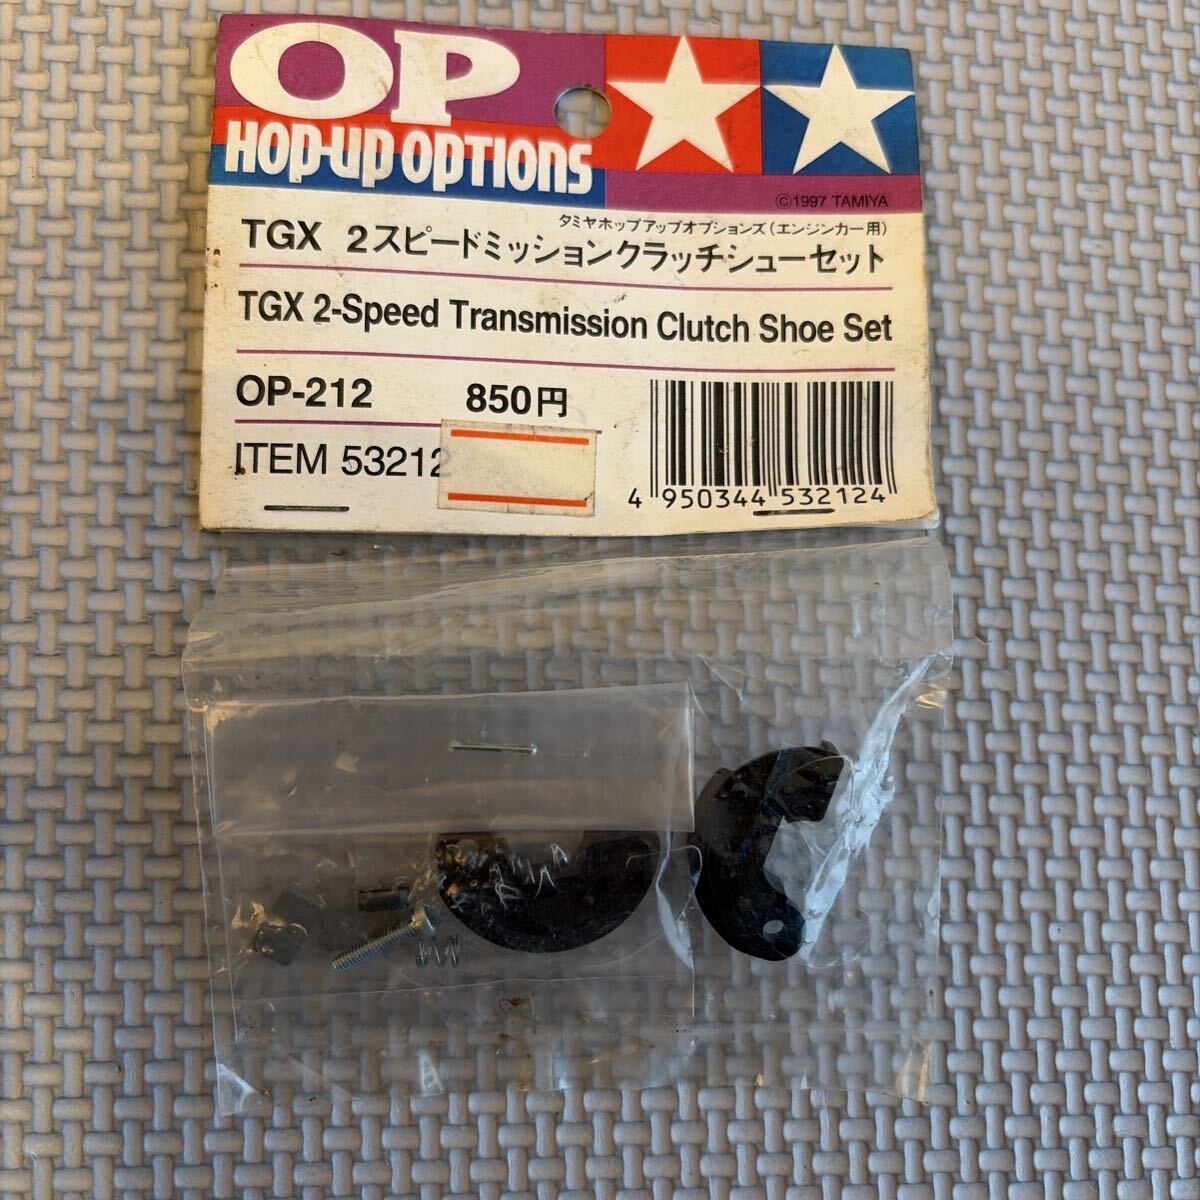 OP
HOP-UP OPTIONS
©1997 TAMIYA
タミヤホップアップオプションズ(エンジンカー用)
TGX 2スピードミッションクラッチシューセット
TGX 2-Speed Transmission Clutch Shoe Set
OP-212 850円
ITEM 53212
4 950344 532124